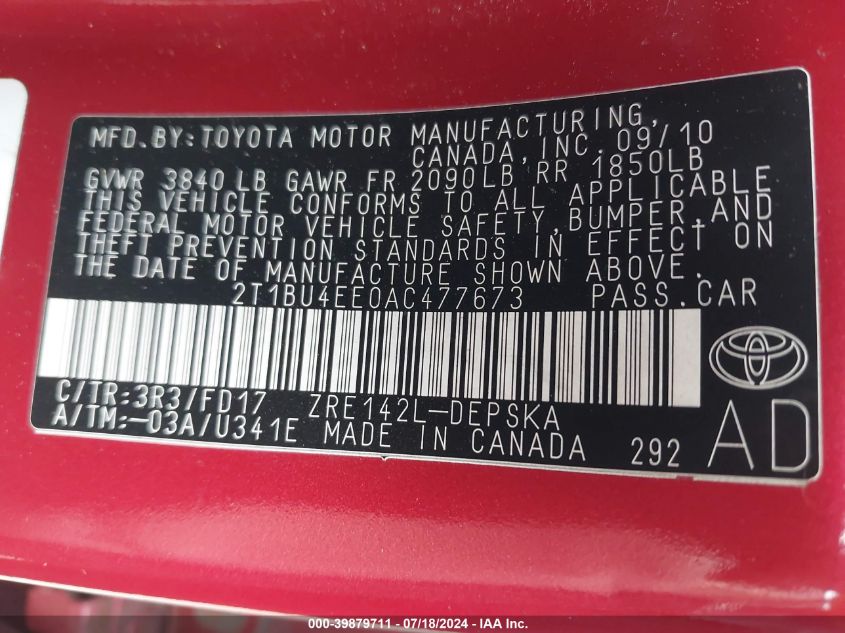 MFD. BY: TOYOTA MOTOR MANUFACTURING,
CANADA, INC. 09/10
GVWR 3840 LB GAWR FR 2090LB RR 1850LB
THIS VEHICLE CONFORMS TO ALL APPLICABLE
FEDERAL MOTOR VEHICLE SAFETY, BUMPER, AND
THEFT PREVENTION STANDARDS IN EFFECT ON
THE DATE OF MANUFACTURE SHOWN ABOVE.
2T1BU4EE0AC477673 PASS. CAR
C/TR:3R3/FD17 ZRE142L-DEPSKA
A/TM:-03A/U341E MADE IN CANADA 292 AD
000-39879711 - 07/18/2024 - IAA, Inc.